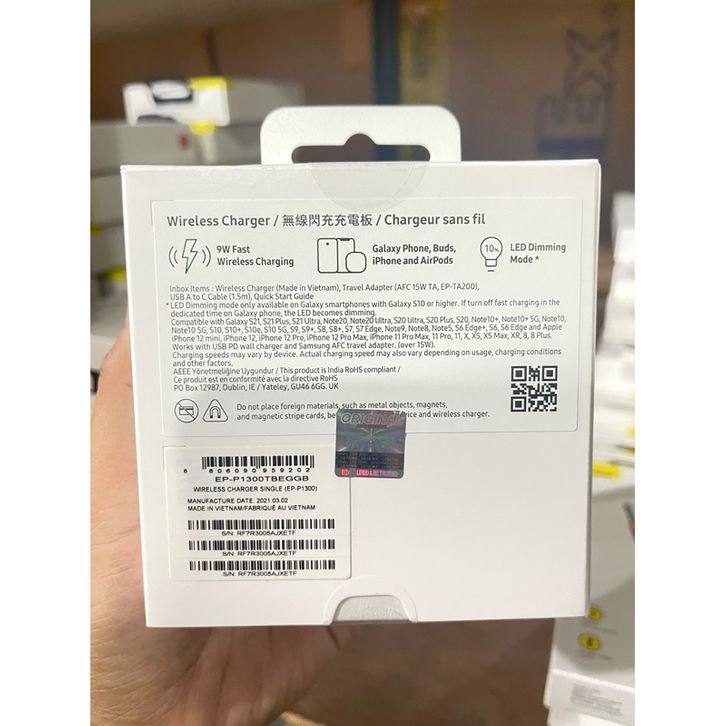 Wireless Charger / 無線閃充充電板 / Chargeur sans fil
9W Fast
Wireless Charging
Galaxy Phone, Buds,
iPhone and AirPods
10%
LED Dimming
Mode *
Inbox Items : Wireless Charger (Made in Vietnam), Travel Adapter (AFC 15W TA, EP-TA200),
USB A to C Cable (1.5m), Quick Start Guide
* LED Dimming mode only available on Galaxy smartphones with Galaxy S10 or higher. If turn off fast charging in the
dedicated time on Galaxy phone, the LED becomes dimming.
Compatible with Galaxy S21, S21 Plus, S21 Ultra, Note20, Note20 Ultra, S20 Ultra, S20 Plus, S20, Note10+, Note10+ 5G, Note10,
Note10 5G, S10, S10+, S10e, S10 5G, S9, S9+, S8, S8+, S7, S7 Edge, Note9, Note8, Note5, S6 Edge+, S6, S6 Edge and Apple
iPhone 12 mini, iPhone 12, iPhone 12 Pro, iPhone 12 Pro Max, iPhone 11 Pro Max, 11 Pro, 11, X, XS, XS Max, XR, 8, 8 Plus.
Works with USB PD wall charger and Samsung AFC travel adapter. (over 15W).
Charging speeds may vary by device. Actual charging speed may also vary depending on usage, charging conditions
and other factors.
AEEE Yönetmeliğine Uygundur / This product is India RoHS compliant /
Ce produit est en conformité avec la directive RoHS
PO Box 12987, Dublin, IE / Yateley, GU46 6GG. UK
Do not place foreign materials, such as metal objects, magnets,
and magnetic stripe cards, be vice and wireless charger.
ORIGINAL
8 806090 959202
EP-P1300TBEGGB
WIRELESS CHARGER SINGLE (EP-P1300)
MANUFACTURE DATE: 2021.03.02
MADE IN VIETNAM/FABRIQUÉ AU VIETNAM
S/N: RF7R3005AJXETF
S/N: RF7R3005AJXETF
S/N: RF7R3005AJXETF